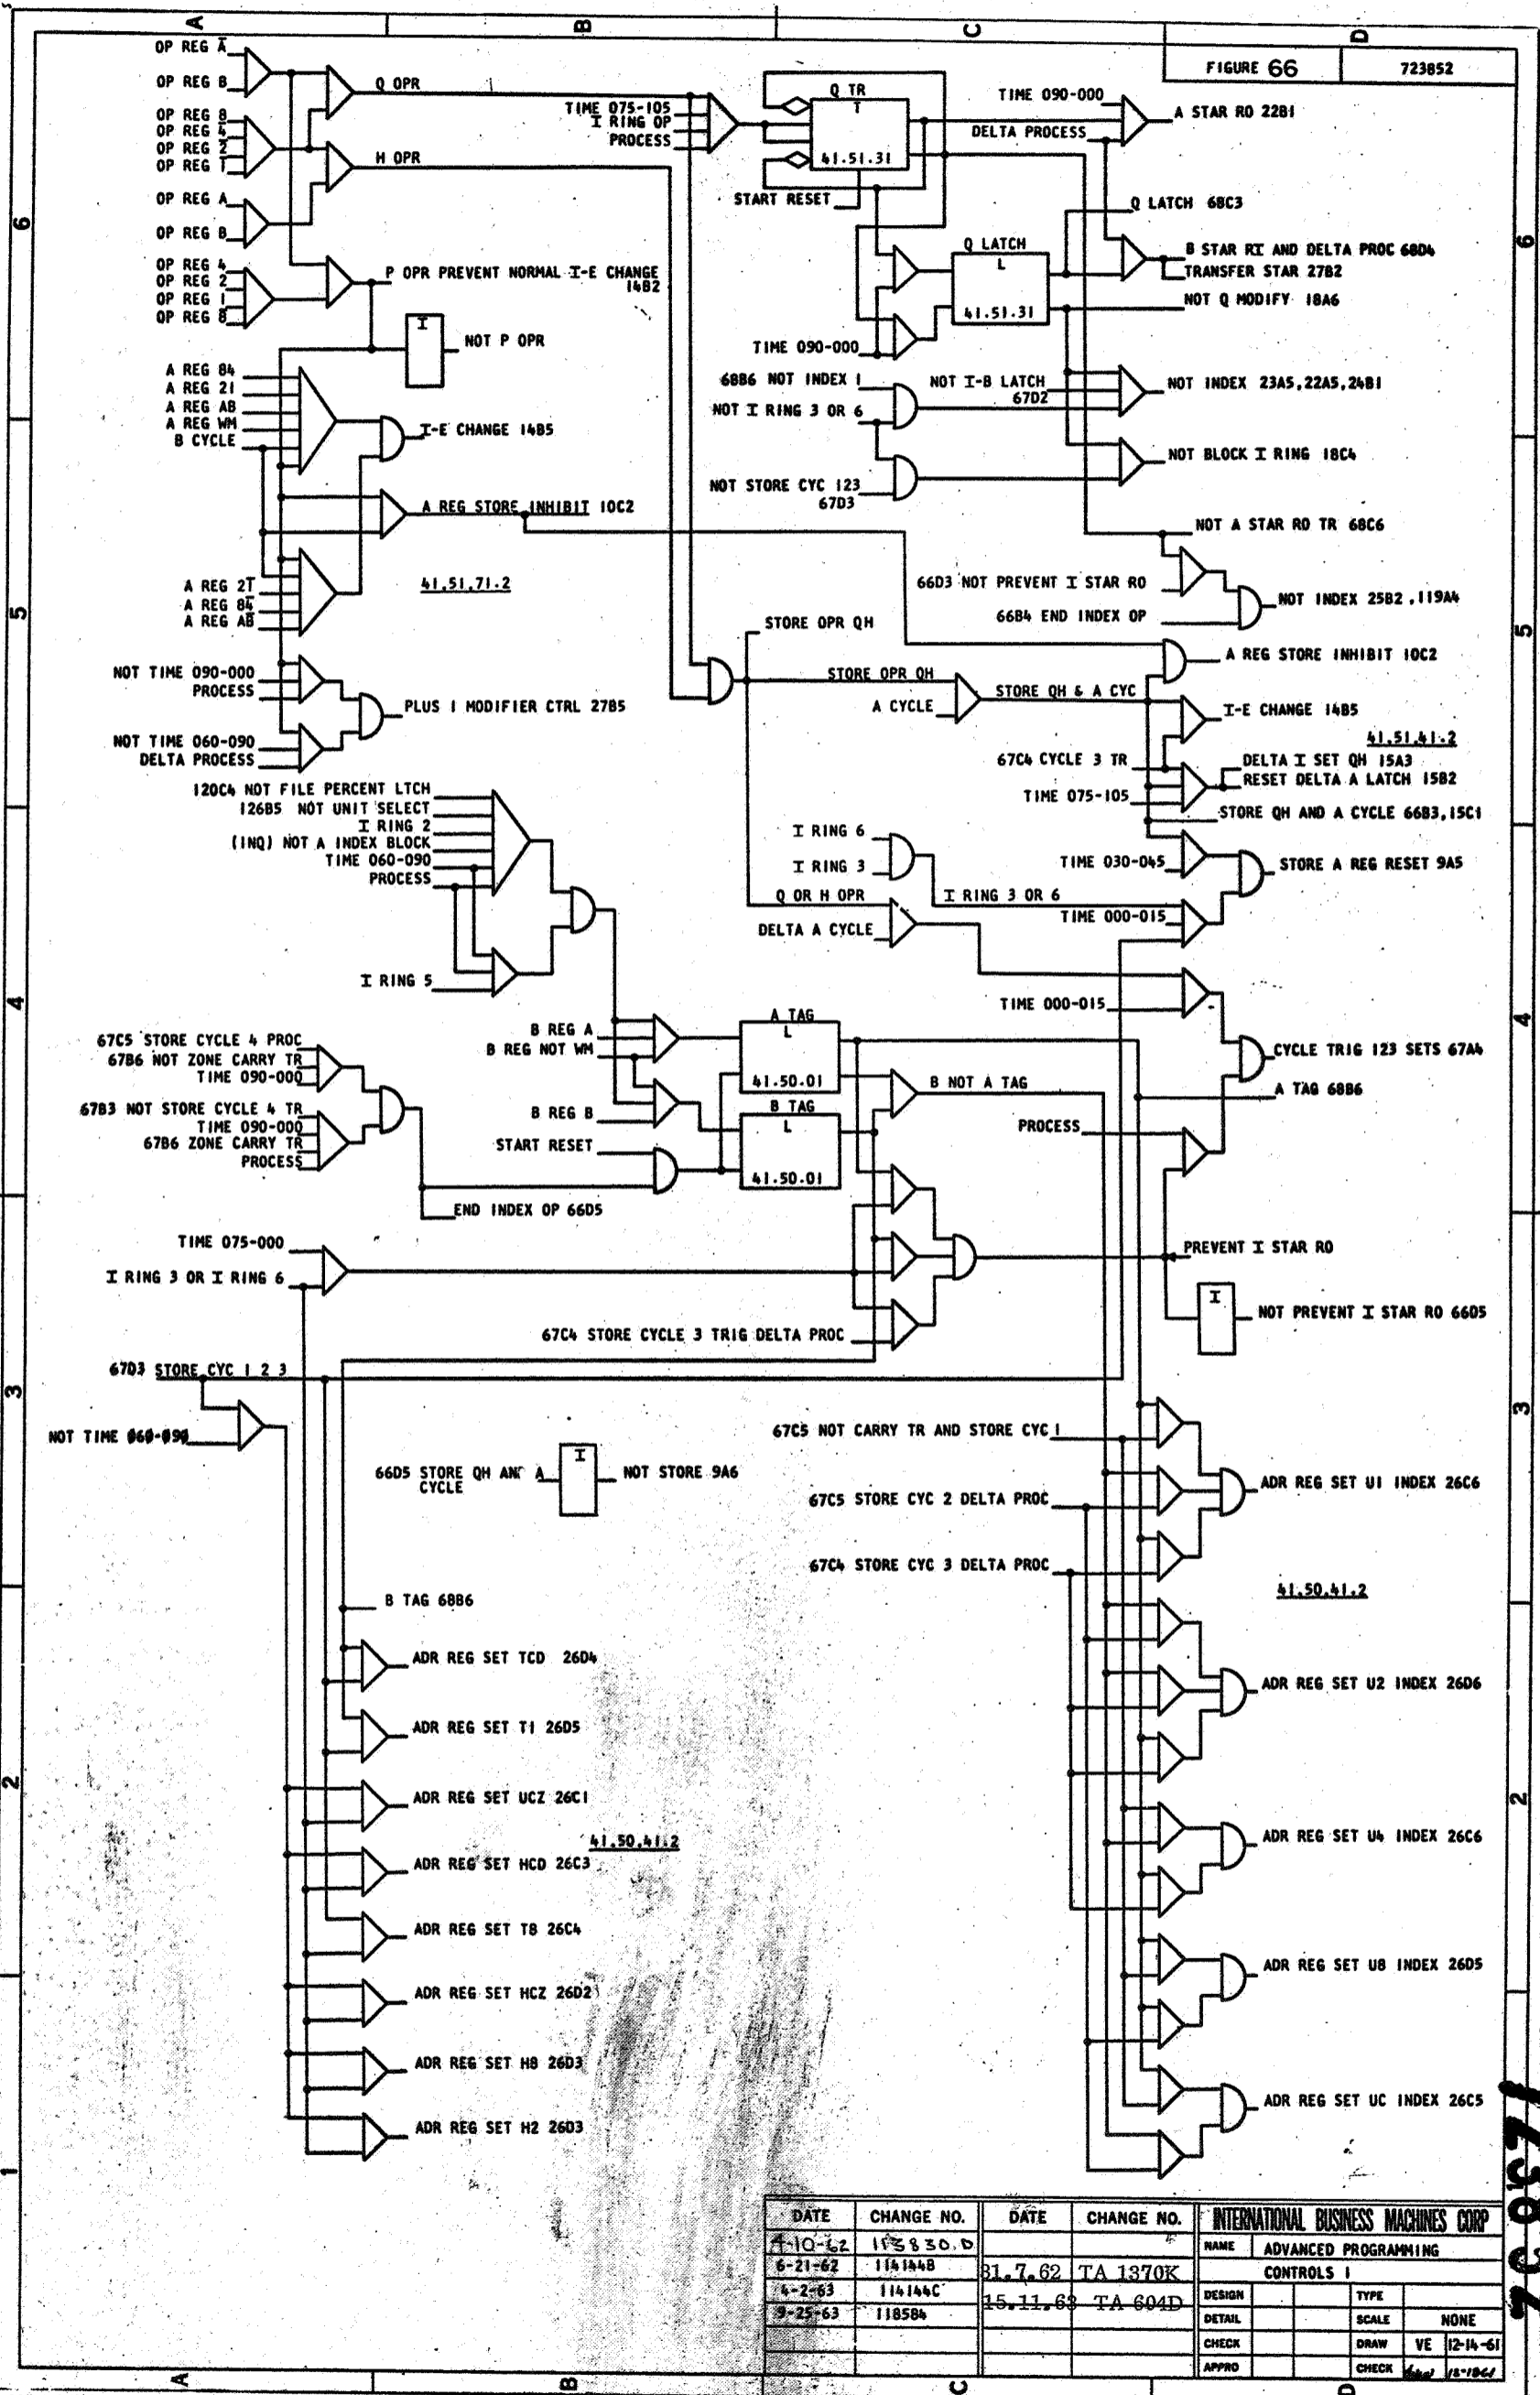 A
B
C
D
FIGURE 66
723852
OP REG A̅
OP REG B
OP REG 8
OP REG 4̅
OP REG 2̅
OP REG 1̅
OP REG A
OP REG B
OP REG 4
OP REG 2
OP REG 1
OP REG 8̅
Q OPR
H OPR
P OPR PREVENT NORMAL I-E CHANGE
14B2
I
NOT P OPR
TIME 075-105
I RING OP
PROCESS
Q TR
T
41.51.31
START RESET
TIME 090-000
DELTA PROCESS
A STAR RO 22B1
Q LATCH 68C3
Q LATCH
L
41.51.31
B STAR RI AND DELTA PROC 68D4
TRANSFER STAR 27B2
NOT Q MODIFY 18A6
TIME 090-000
6
6
A REG 84
A REG 21
A REG AB
A REG WM
B CYCLE
I-E CHANGE 14B5
68B6 NOT INDEX 1
NOT I RING 3 OR 6
NOT I-B LATCH
67D2
NOT INDEX 23A5,22A5,24B1
NOT BLOCK I RING 18C4
NOT STORE CYC 123
67D3
A REG STORE INHIBIT 10C2
NOT A STAR RO TR 68C6
A REG 21̅
A REG 84̅
A REG AB̅
41.51.71.2
66D3 NOT PREVENT I STAR RO
66B4 END INDEX OP
NOT INDEX 25B2,119A4
5
5
STORE OPR QH
A REG STORE INHIBIT 10C2
NOT TIME 090-000
PROCESS
PLUS 1 MODIFIER CTRL 27B5
NOT TIME 060-090
DELTA PROCESS
STORE OPR QH
A CYCLE
STORE QH & A CYC
I-E CHANGE 14B5
41.51.41.2
67C4 CYCLE 3 TR
DELTA I SET QH 15A3
RESET DELTA A LATCH 15B2
TIME 075-105
STORE QH AND A CYCLE 66B3,15C1
120C4 NOT FILE PERCENT LTCH
126B5 NOT UNIT SELECT
I RING 2
(INQ) NOT A INDEX BLOCK
TIME 060-090
PROCESS
I RING 6
I RING 3
TIME 030-045
STORE A REG RESET 9A5
Q OR H OPR
I RING 3 OR 6
TIME 000-015
DELTA A CYCLE
I RING 5
TIME 000-015
4
4
67C5 STORE CYCLE 4 PROC
67B6 NOT ZONE CARRY TR
TIME 090-000
67B3 NOT STORE CYCLE 4 TR
TIME 090-000
67B6 ZONE CARRY TR
PROCESS
B REG A
B REG NOT WM
B REG B
START RESET
A TAG
L
41.50.01
B TAG
L
41.50.01
B NOT A TAG
CYCLE TRIG 123 SETS 67A4
A TAG 68B6
PROCESS
END INDEX OP 66D5
TIME 075-000
I RING 3 OR I RING 6
67C4 STORE CYCLE 3 TRIG DELTA PROC
PREVENT I STAR RO
I
NOT PREVENT I STAR RO 66D5
67D3 STORE CYC 1 2 3
3
3
NOT TIME 060-090
66D5 STORE QH AND A
CYCLE
I
NOT STORE 9A6
67C5 NOT CARRY TR AND STORE CYC 1
67C5 STORE CYC 2 DELTA PROC
67C4 STORE CYC 3 DELTA PROC
ADR REG SET U1 INDEX 26C6
41.50.41.2
B TAG 68B6
ADR REG SET TCD 26D4
ADR REG SET T1 26D5
ADR REG SET U2 INDEX 26D6
2
2
ADR REG SET UCZ 26C1
41.50.41.2
ADR REG SET HCD 26C3
ADR REG SET U4 INDEX 26C6
ADR REG SET T8 26C4
ADR REG SET HCZ 26D2
ADR REG SET U8 INDEX 26D5
ADR REG SET H8 26D3
ADR REG SET H2 26D3
ADR REG SET UC INDEX 26C5
1
DATE CHANGE NO. DATE CHANGE NO.
INTERNATIONAL BUSINESS MACHINES CORP
4-10-62 113830.D
6-21-62 114144B 31.7.62 TA 1370K
4-2-63 114144C 15.11.63 TA 604D
9-25-63 118584
NAME ADVANCED PROGRAMMING
CONTROLS 1
DESIGN TYPE
DETAIL SCALE NONE
CHECK DRAW VE 12-14-61
APPRO CHECK
A
B
C
D